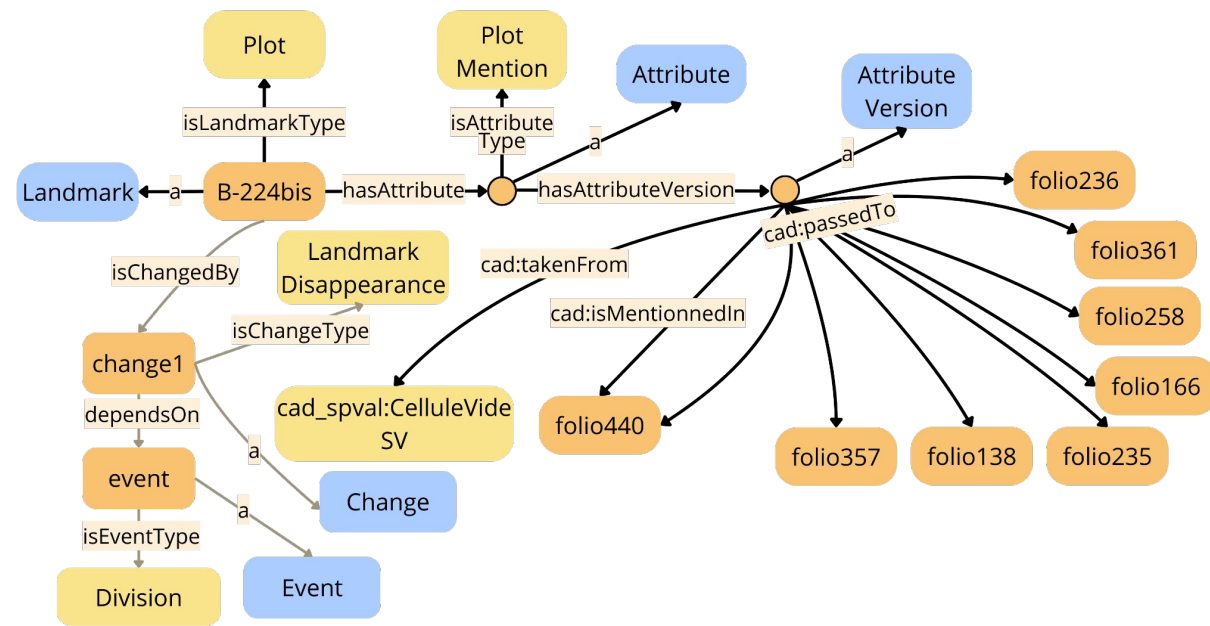 Plot
Plot
Mention
Attribute
Attribute
Version
isLandmarkType
isAttribute
Type
a
a
Landmark
a
B-224bis
hasAttribute
hasAttributeVersion
folio236
cad:passedTo
folio361
isChangedBy
Landmark
Disappearance
cad:takenFrom
cad:isMentionnedIn
folio258
isChangeType
change1
folio166
dependsOn
cad_spval:CelluleVide
SV
folio440
folio357
folio138
folio235
a
event
Change
a
isEventType
Event
Division